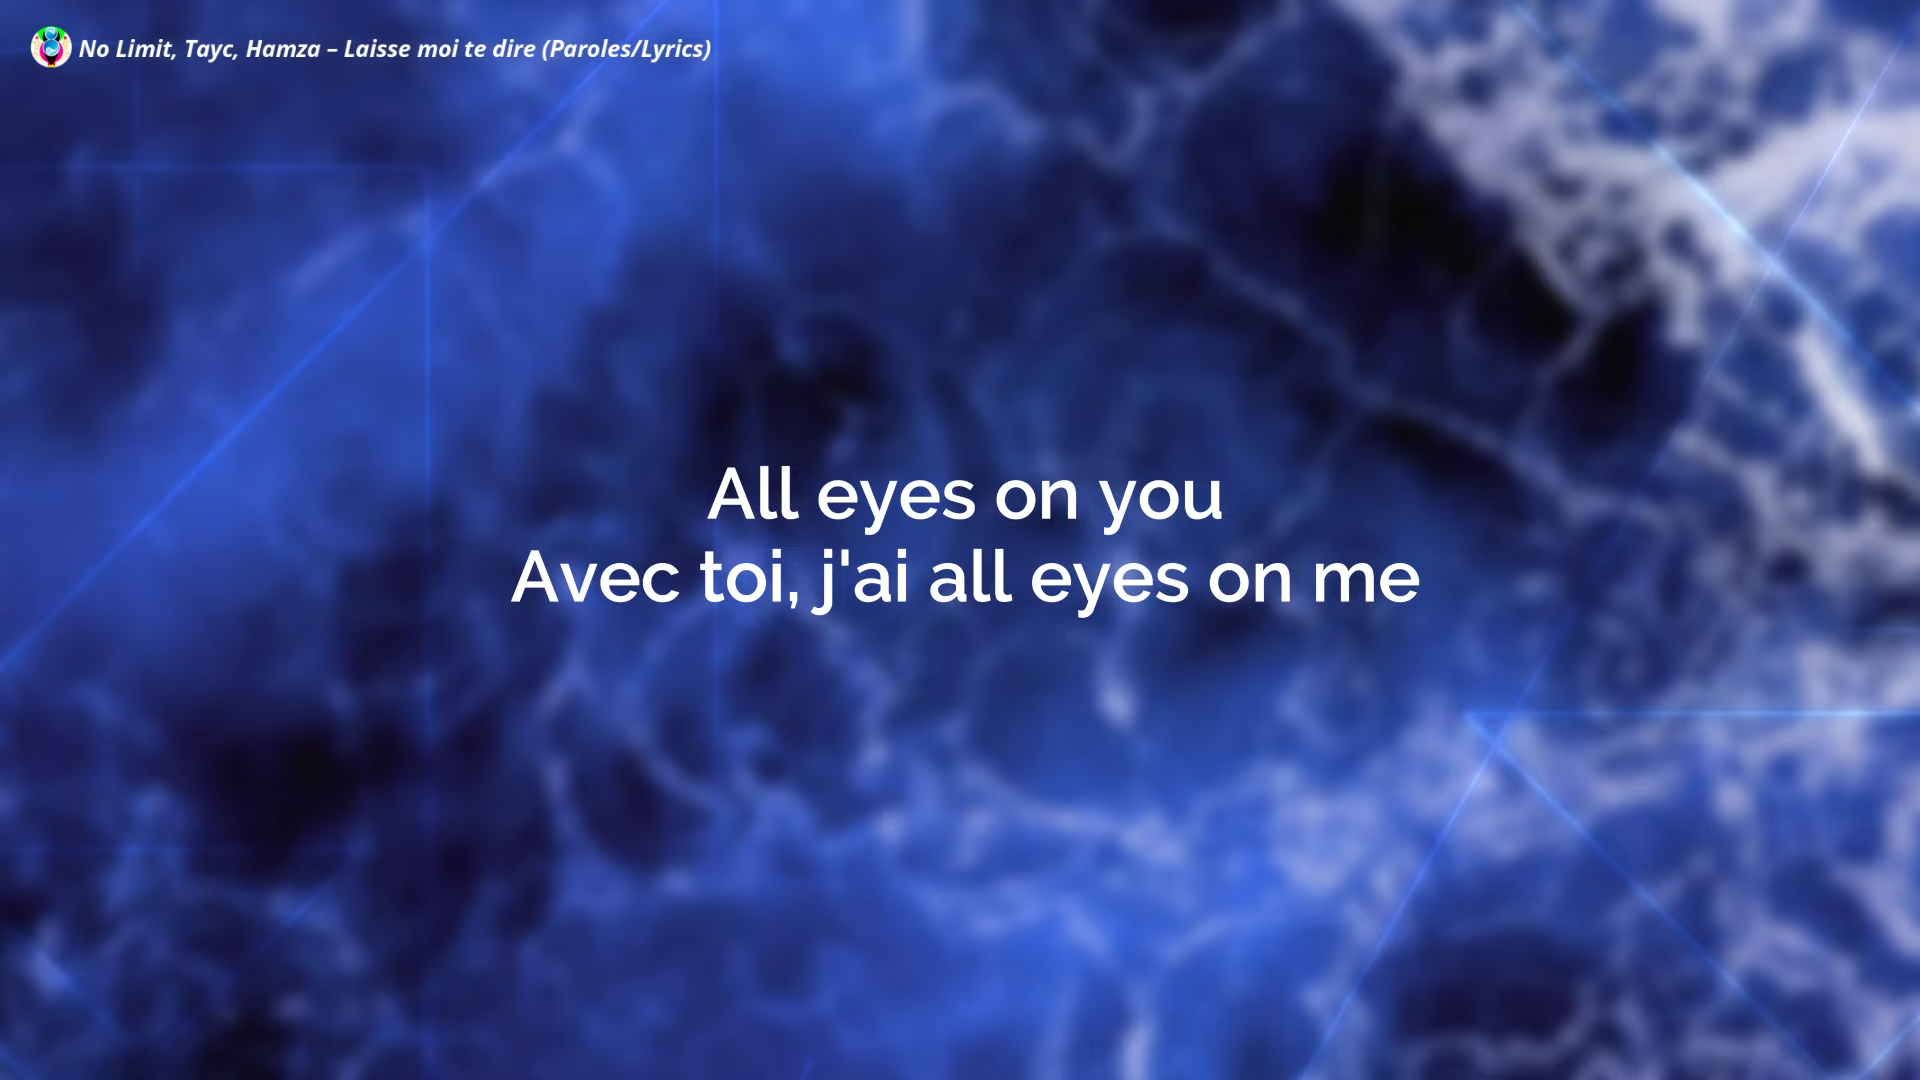 No Limit, Tayc, Hamza – Laisse moi te dire (Paroles/Lyrics)
All eyes on you
Avec toi, j'ai all eyes on me